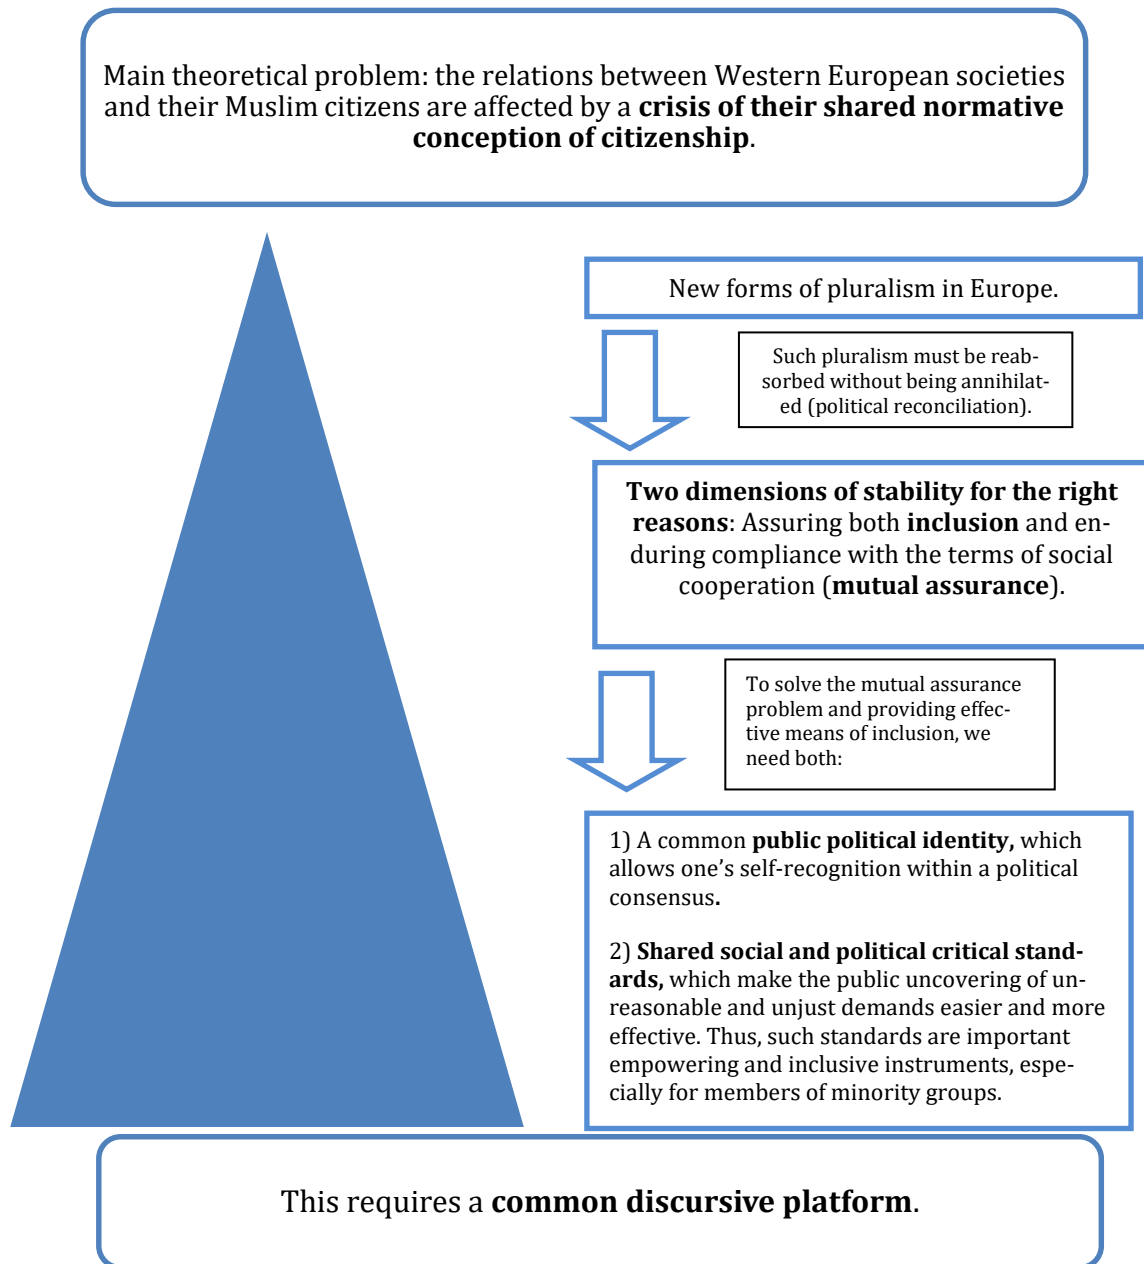 Main theoretical problem: the relations between Western European societies
and their Muslim citizens are affected by a crisis of their shared normative
conception of citizenship.
New forms of pluralism in Europe.
Such pluralism must be reab-
sorbed without being annihilat-
ed (political reconciliation).
Two dimensions of stability for the right
reasons: Assuring both inclusion and en-
during compliance with the terms of social
cooperation (mutual assurance).
To solve the mutual assurance
problem and providing effec-
tive means of inclusion, we
need both:
1) A common public political identity, which
allows one’s self-recognition within a political
consensus.
2) Shared social and political critical stand-
ards, which make the public uncovering of un-
reasonable and unjust demands easier and more
effective. Thus, such standards are important
empowering and inclusive instruments, espe-
cially for members of minority groups.
This requires a common discursive platform.